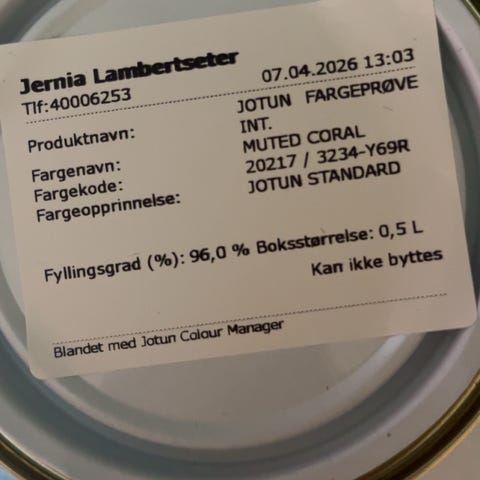 Jernia Lambertseter
Tlf:40006253 07.04.2026 13:03
Produktnavn: JOTUN FARGEPRØVE INT.
Fargenavn: MUTED CORAL
Fargekode: 20217 / 3234-Y69R
Fargeopprinnelse: JOTUN STANDARD
Fyllingsgrad (%): 96,0 % Boksstørrelse: 0,5 L
Kan ikke byttes
Blandet med Jotun Colour Manager